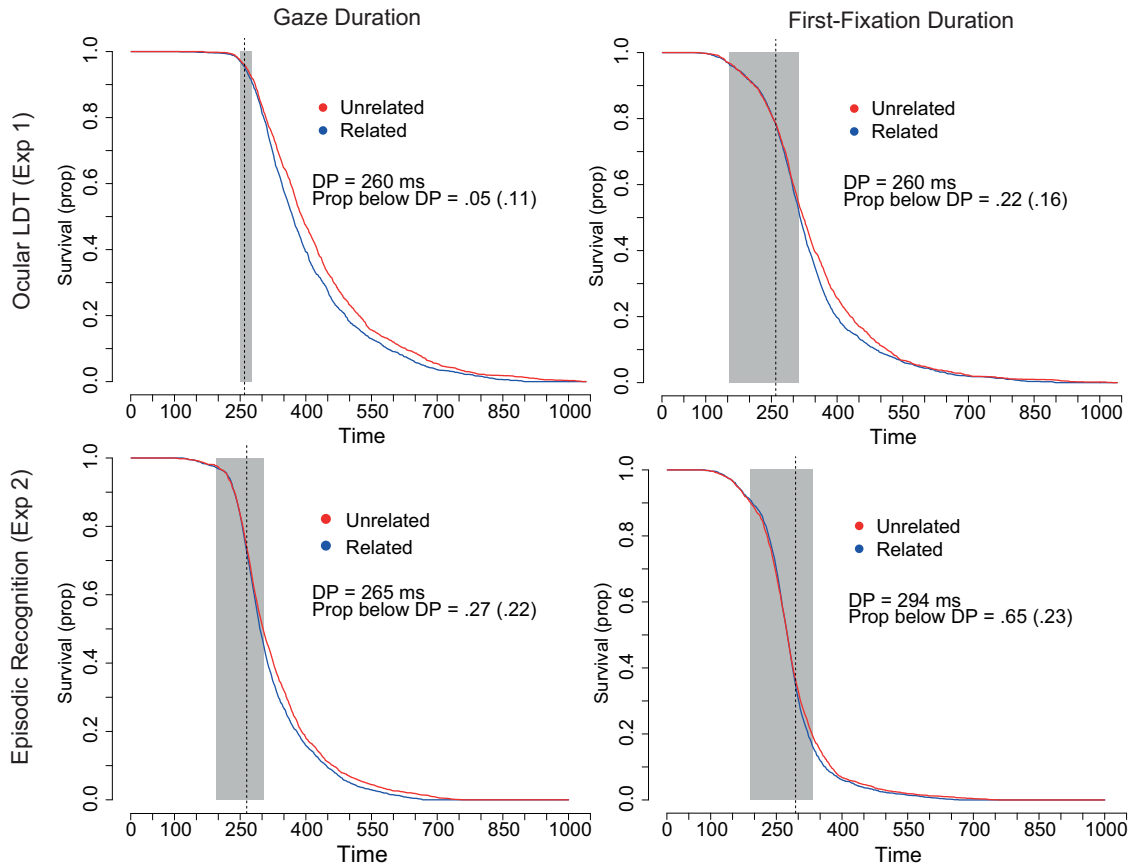 Gaze Duration
First-Fixation Duration
Ocular LDT (Exp 1)
Survival (prop)
1.0
0.8
0.6
0.4
0.2
0.0
Unrelated
Related
DP = 260 ms
Prop below DP = .05 (.11)
0 100 250 400 550 700 850 1000
Time
Survival (prop)
1.0
0.8
0.6
0.4
0.2
0.0
Unrelated
Related
DP = 260 ms
Prop below DP = .22 (.16)
0 100 250 400 550 700 850 1000
Time
Episodic Recognition (Exp 2)
Survival (prop)
1.0
0.8
0.6
0.4
0.2
0.0
Unrelated
Related
DP = 265 ms
Prop below DP = .27 (.22)
0 100 250 400 550 700 850 1000
Time
Survival (prop)
1.0
0.8
0.6
0.4
0.2
0.0
Unrelated
Related
DP = 294 ms
Prop below DP = .65 (.23)
0 100 250 400 550 700 850 1000
Time